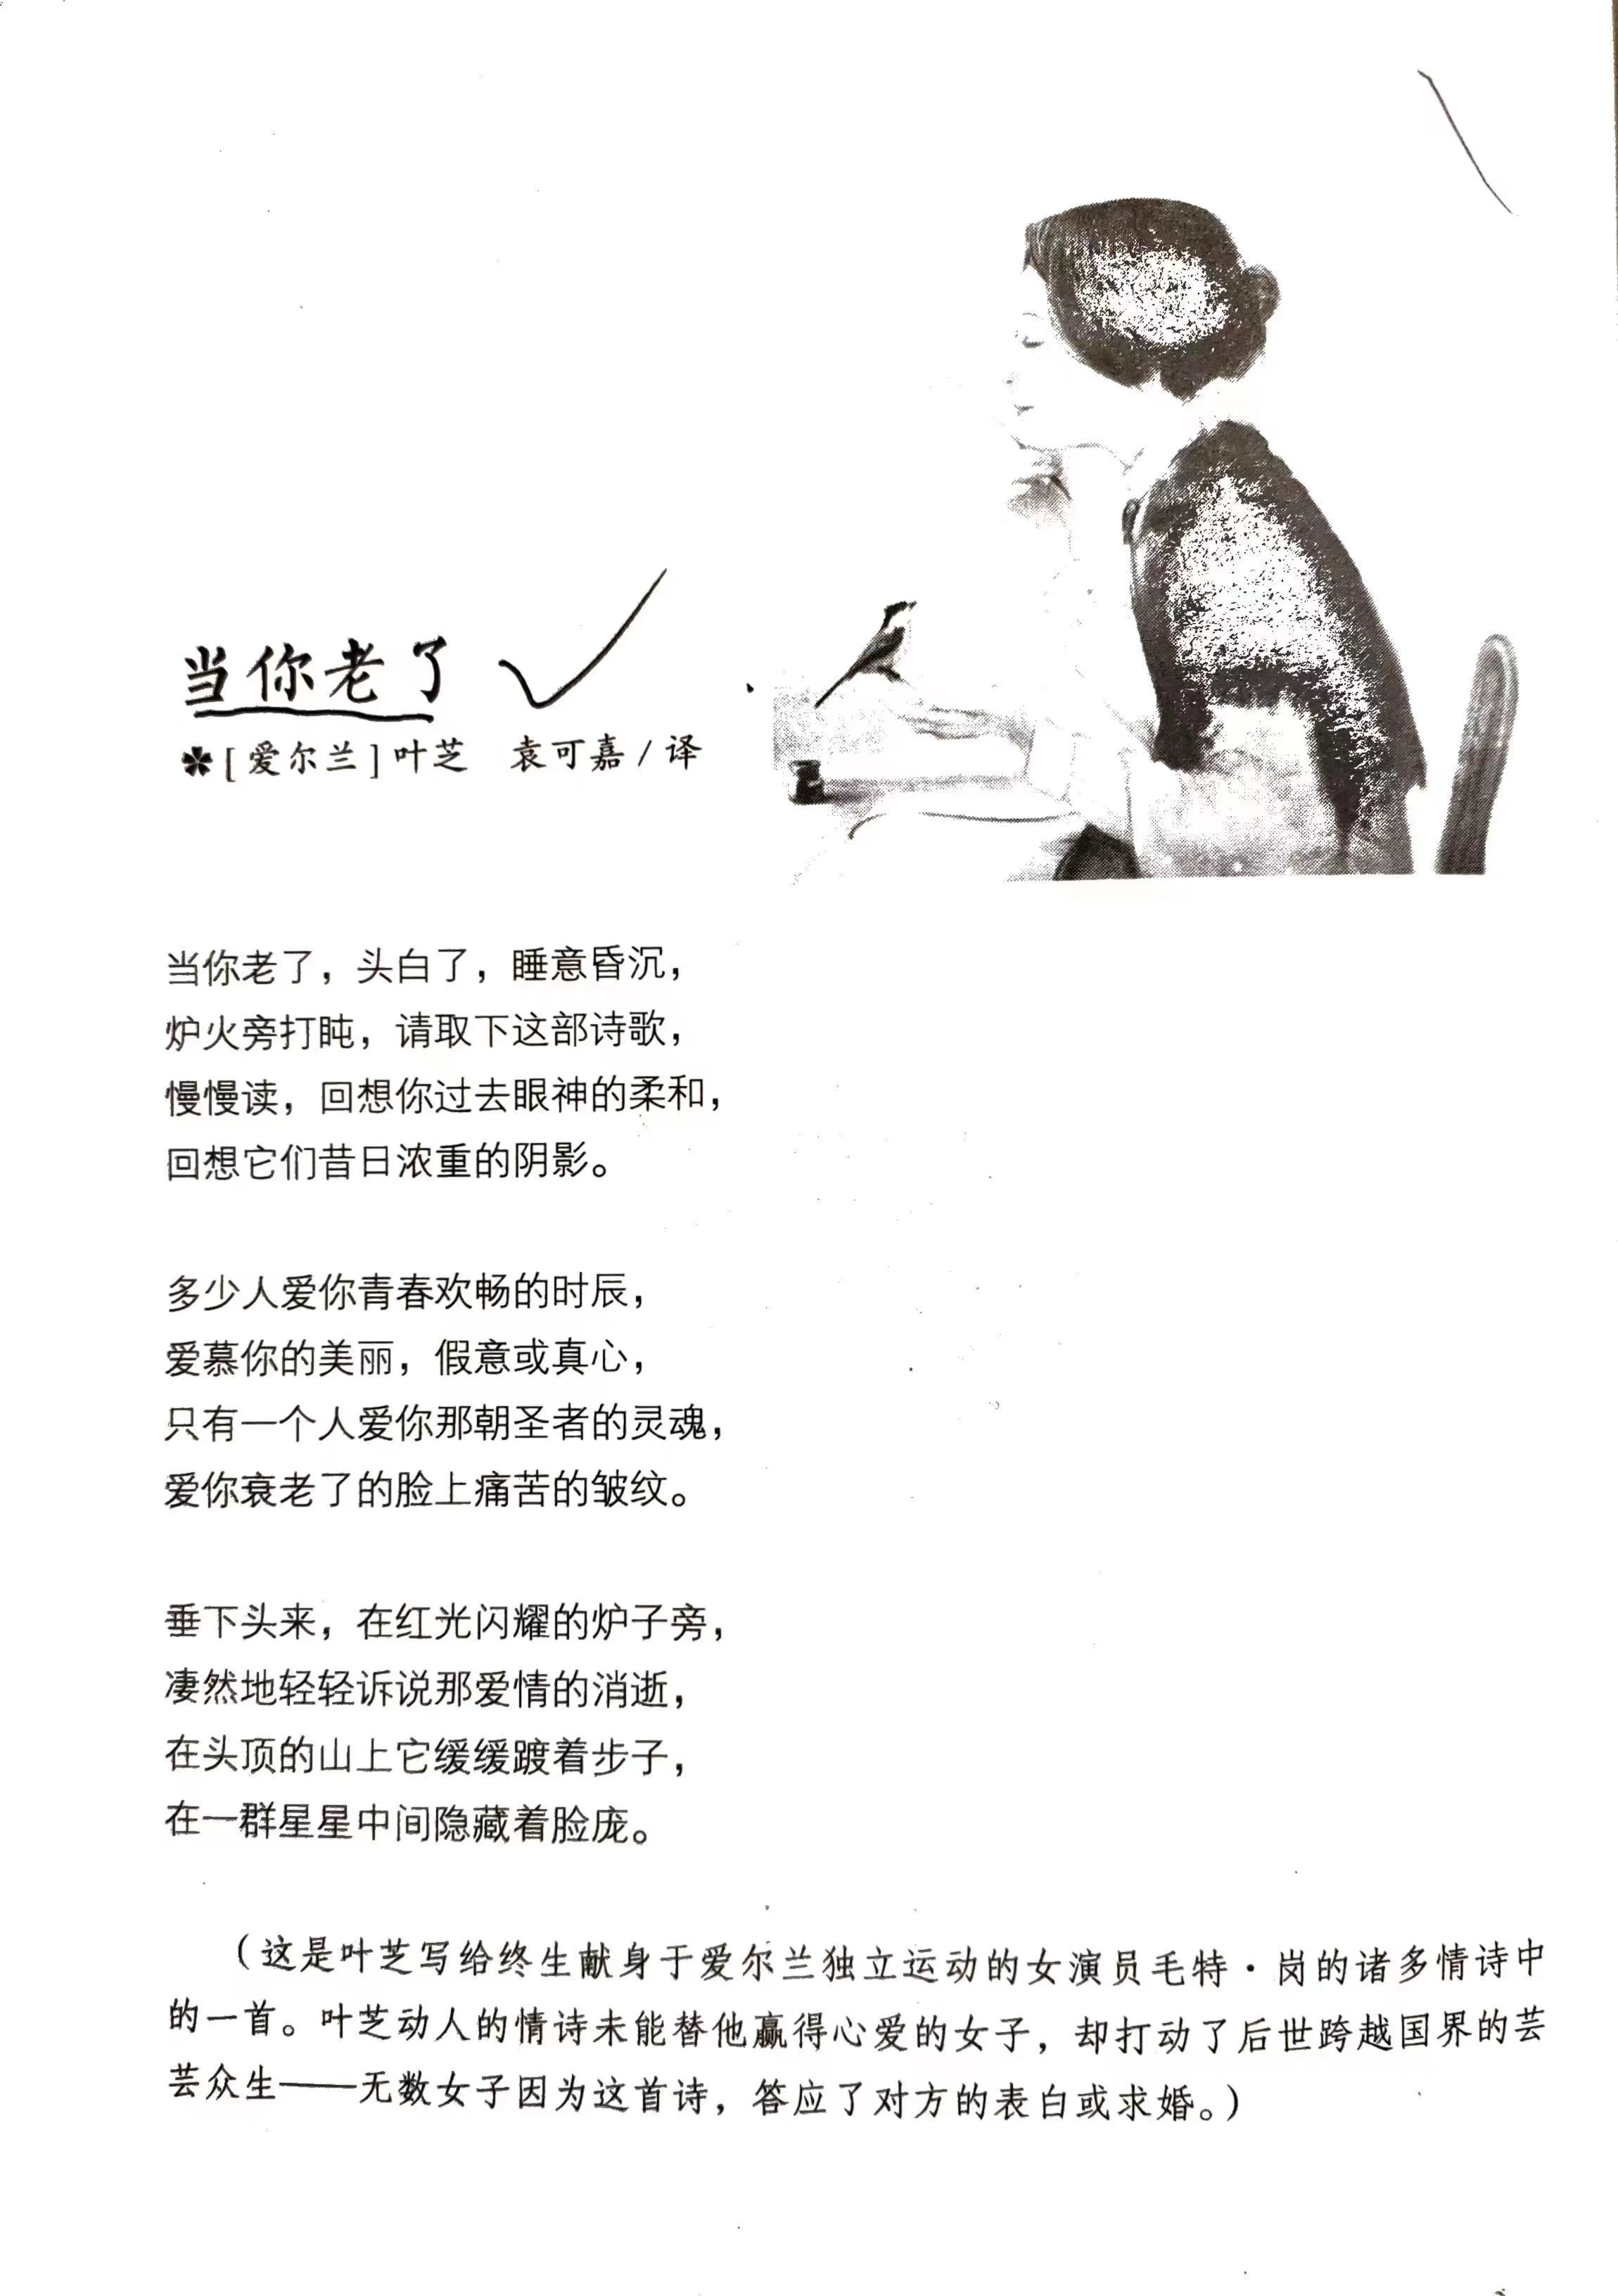 当你老了
✽[爱尔兰]叶芝 袁可嘉/译
当你老了，头白了，睡意昏沉，
炉火旁打盹，请取下这部诗歌，
慢慢读，回想你过去眼神的柔和，
回想它们昔日浓重的阴影。
多少人爱你青春欢畅的时辰，
爱慕你的美丽，假意或真心，
只有一个人爱你那朝圣者的灵魂，
爱你衰老了的脸上痛苦的皱纹。
垂下头来，在红光闪耀的炉子旁，
凄然地轻轻诉说那爱情的消逝，
在头顶的山上它缓缓踱着步子，
在一群星星中间隐藏着脸庞。
（这是叶芝写给终生献身于爱尔兰独立运动的女演员毛特·岗的诸多情诗中
的一首。叶芝动人的情诗未能替他赢得心爱的女子，却打动了后世跨越国界的芸
芸众生——无数女子因为这首诗，答应了对方的表白或求婚。）